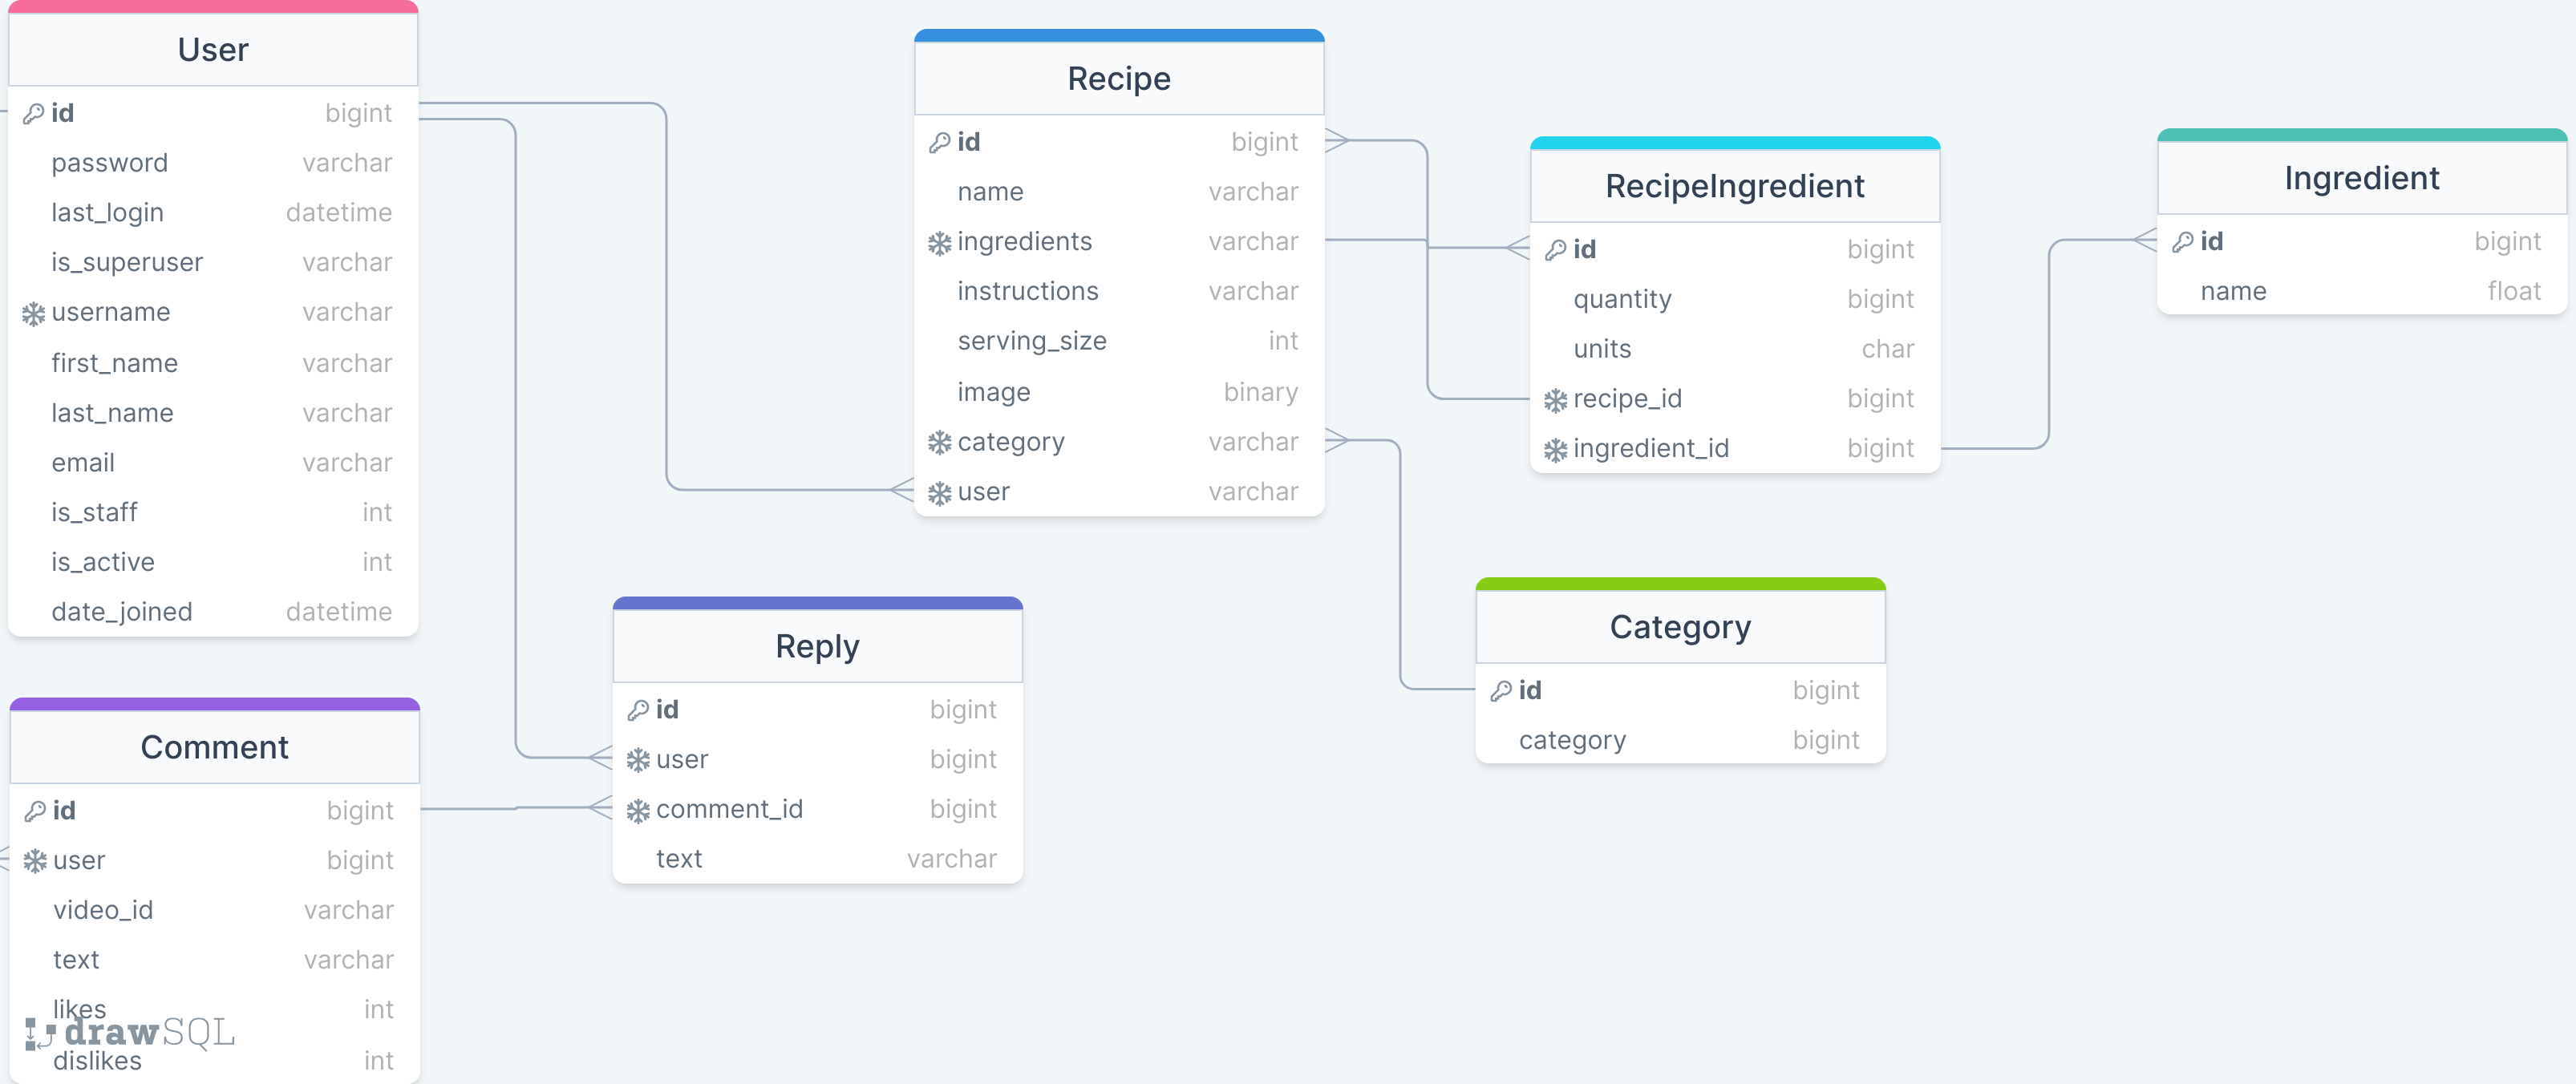 User
id bigint
password varchar
last_login datetime
is_superuser varchar
username varchar
first_name varchar
last_name varchar
email varchar
is_staff int
is_active int
date_joined datetime
Comment
id bigint
user bigint
video_id varchar
text varchar
likes int
drawSQL
dislikes int
Reply
id bigint
user bigint
comment_id bigint
text varchar
Recipe
id bigint
name varchar
ingredients varchar
instructions varchar
serving_size int
image binary
category varchar
user varchar
RecipeIngredient
id bigint
quantity bigint
units char
recipe_id bigint
ingredient_id bigint
Category
id bigint
category bigint
Ingredient
id bigint
name float